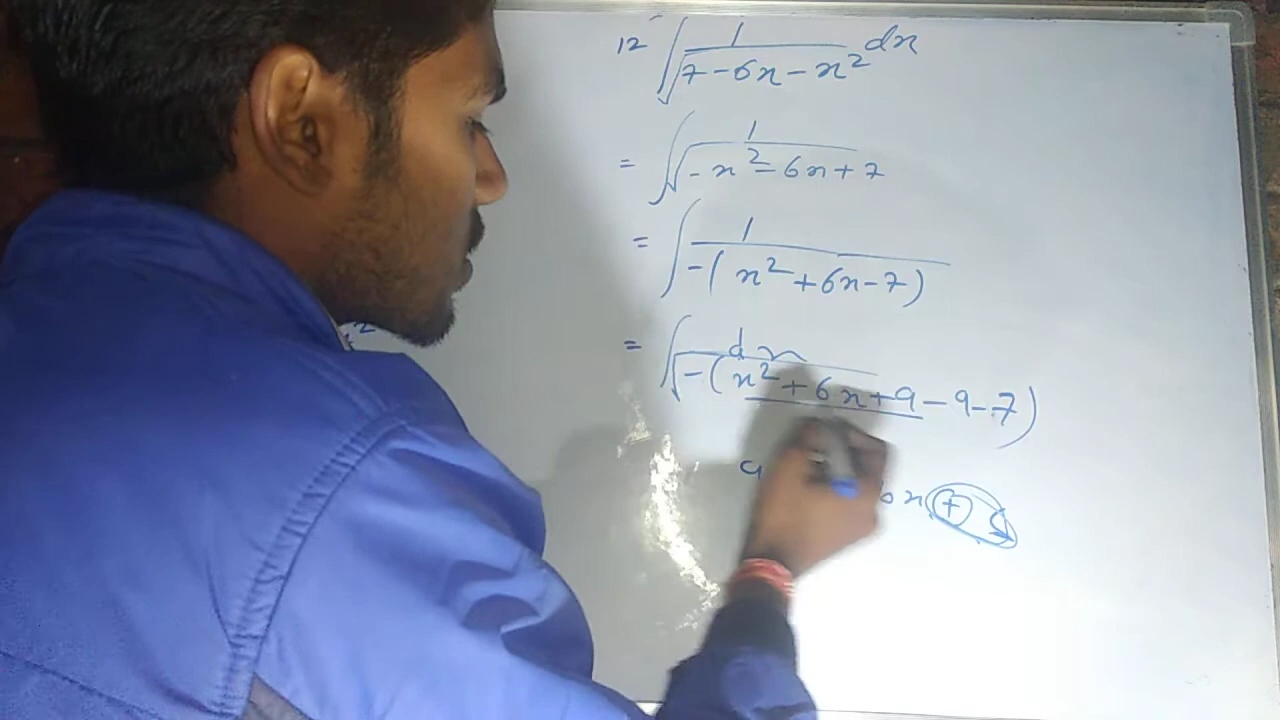 12 ∫ 1/√(7-6x-x²) dx
= ∫ 1/√(-x²-6x+7)
= ∫ 1/-(x²+6x-7)
= ∫ dx/√(-(x²+6x+9-9-7))
x +